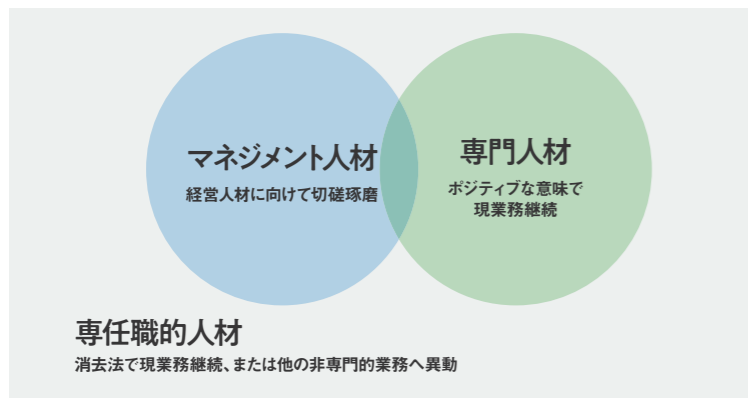 マネジメント人材
経営人材に向けて切磋琢磨
専門人材
ポジティブな意味で
現業務継続
専任職的人材
消去法で現業務継続、または他の非専門的業務へ異動